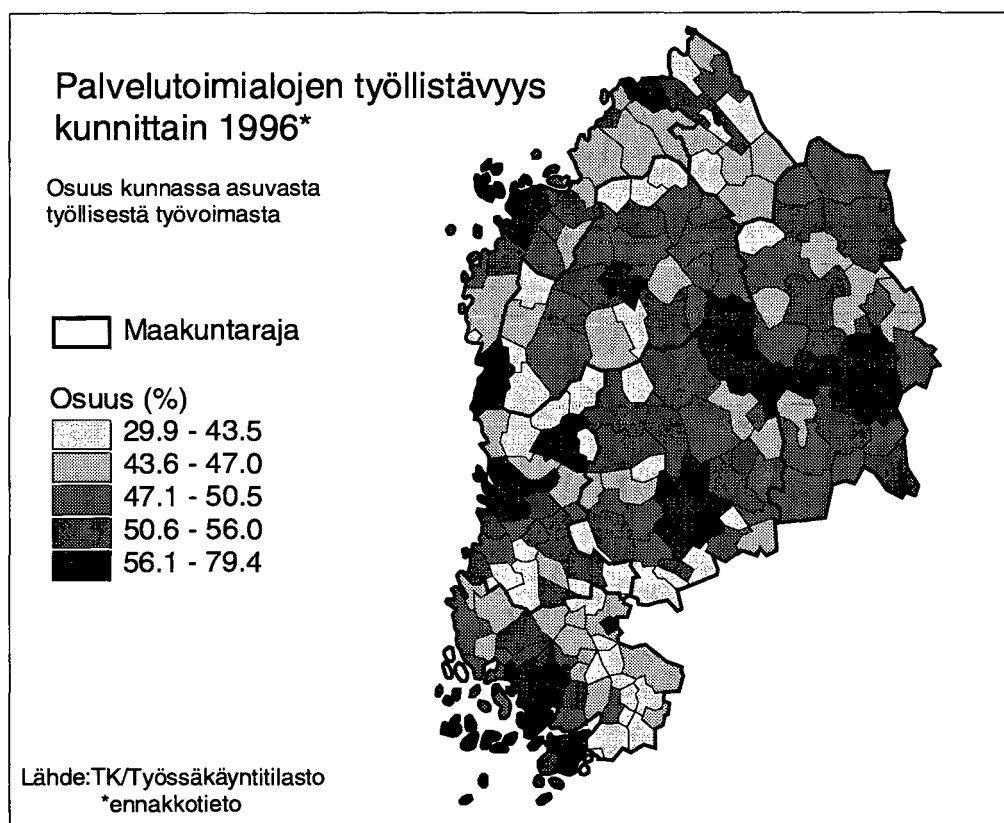 Palvelutoimialojen työllistävyys
kunnittain 1996*
Osuus kunnassa asuvasta
työllisestä työvoimasta
Maakuntaraja
Osuus (%)
29.9 - 43.5
43.6 - 47.0
47.1 - 50.5
50.6 - 56.0
56.1 - 79.4
Lähde:TK/Työssäkäyntitilasto
*ennakkotieto